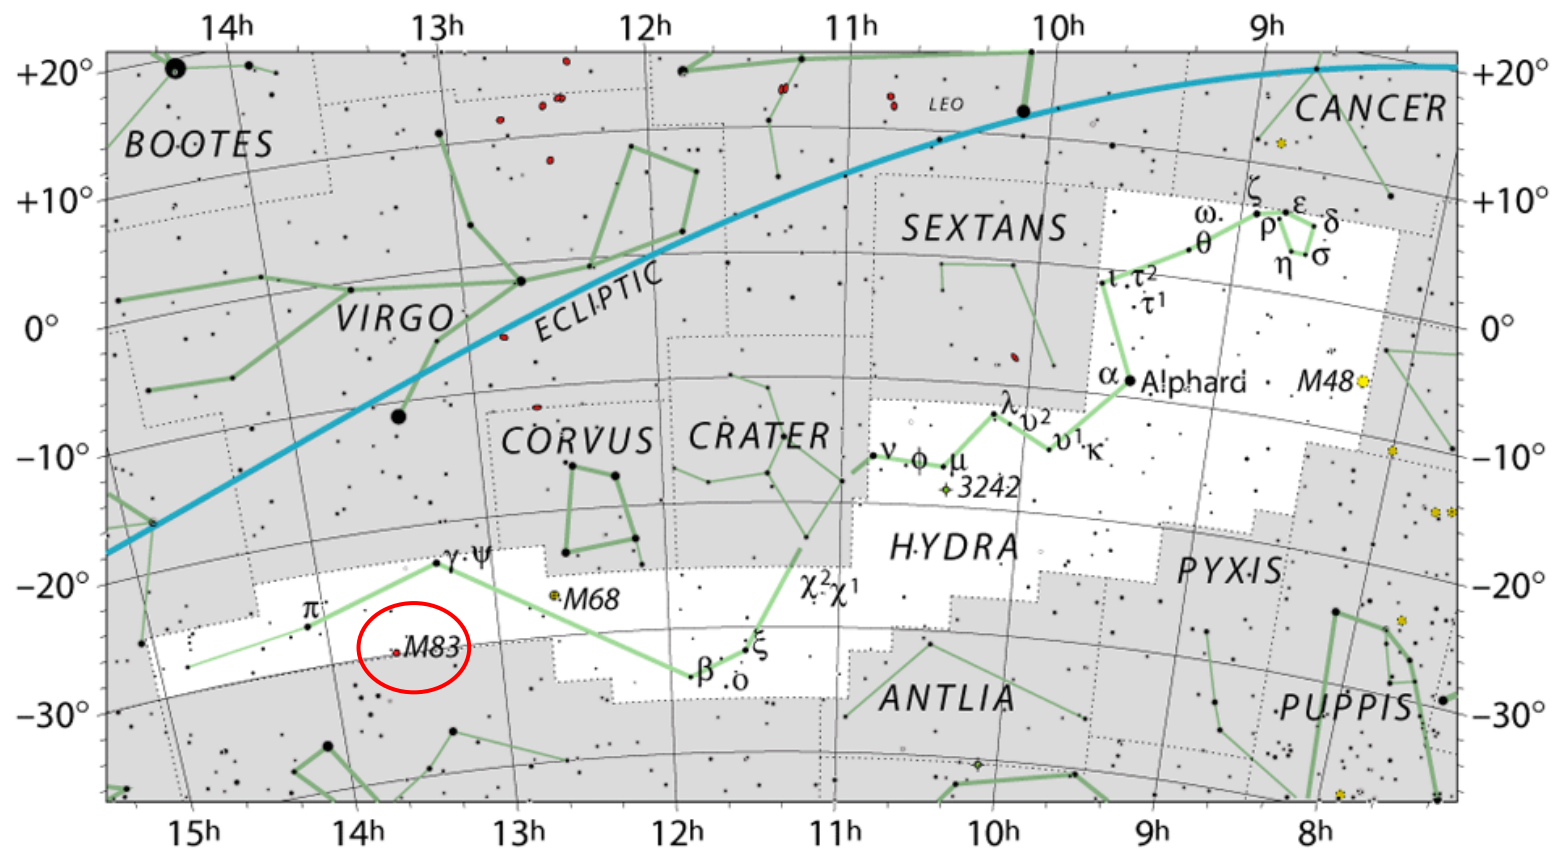 14h 13h 12h 11h 10h 9h
+20° +20°
LEO
CANCER
BOOTES
+10° +10°
ζ ε
ω ρ δ
SEXTANS
θ η σ
ι τ² τ¹
ECLIPTIC
VIRGO
0° 0°
α Alphard M48
λ υ²
CORVUS CRATER
υ¹ κ
ν φ μ
−10° −10°
3242
HYDRA
γ ψ
PYXIS
−20° −20°
χ² χ¹
π M68
M83
ξ
β ο
ANTLIA
−30° PUPPIS −30°
15h 14h 13h 12h 11h 10h 9h 8h